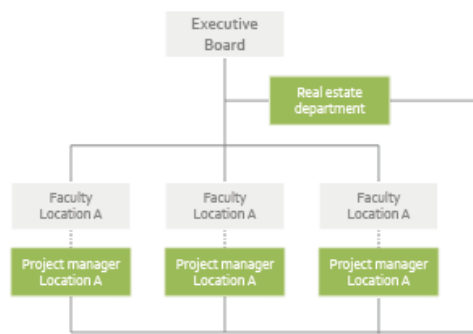 Executive
Board
Real estate
department
Faculty
Location A
Faculty
Location A
Faculty
Location A
Project manager
Location A
Project manager
Location A
Project manager
Location A